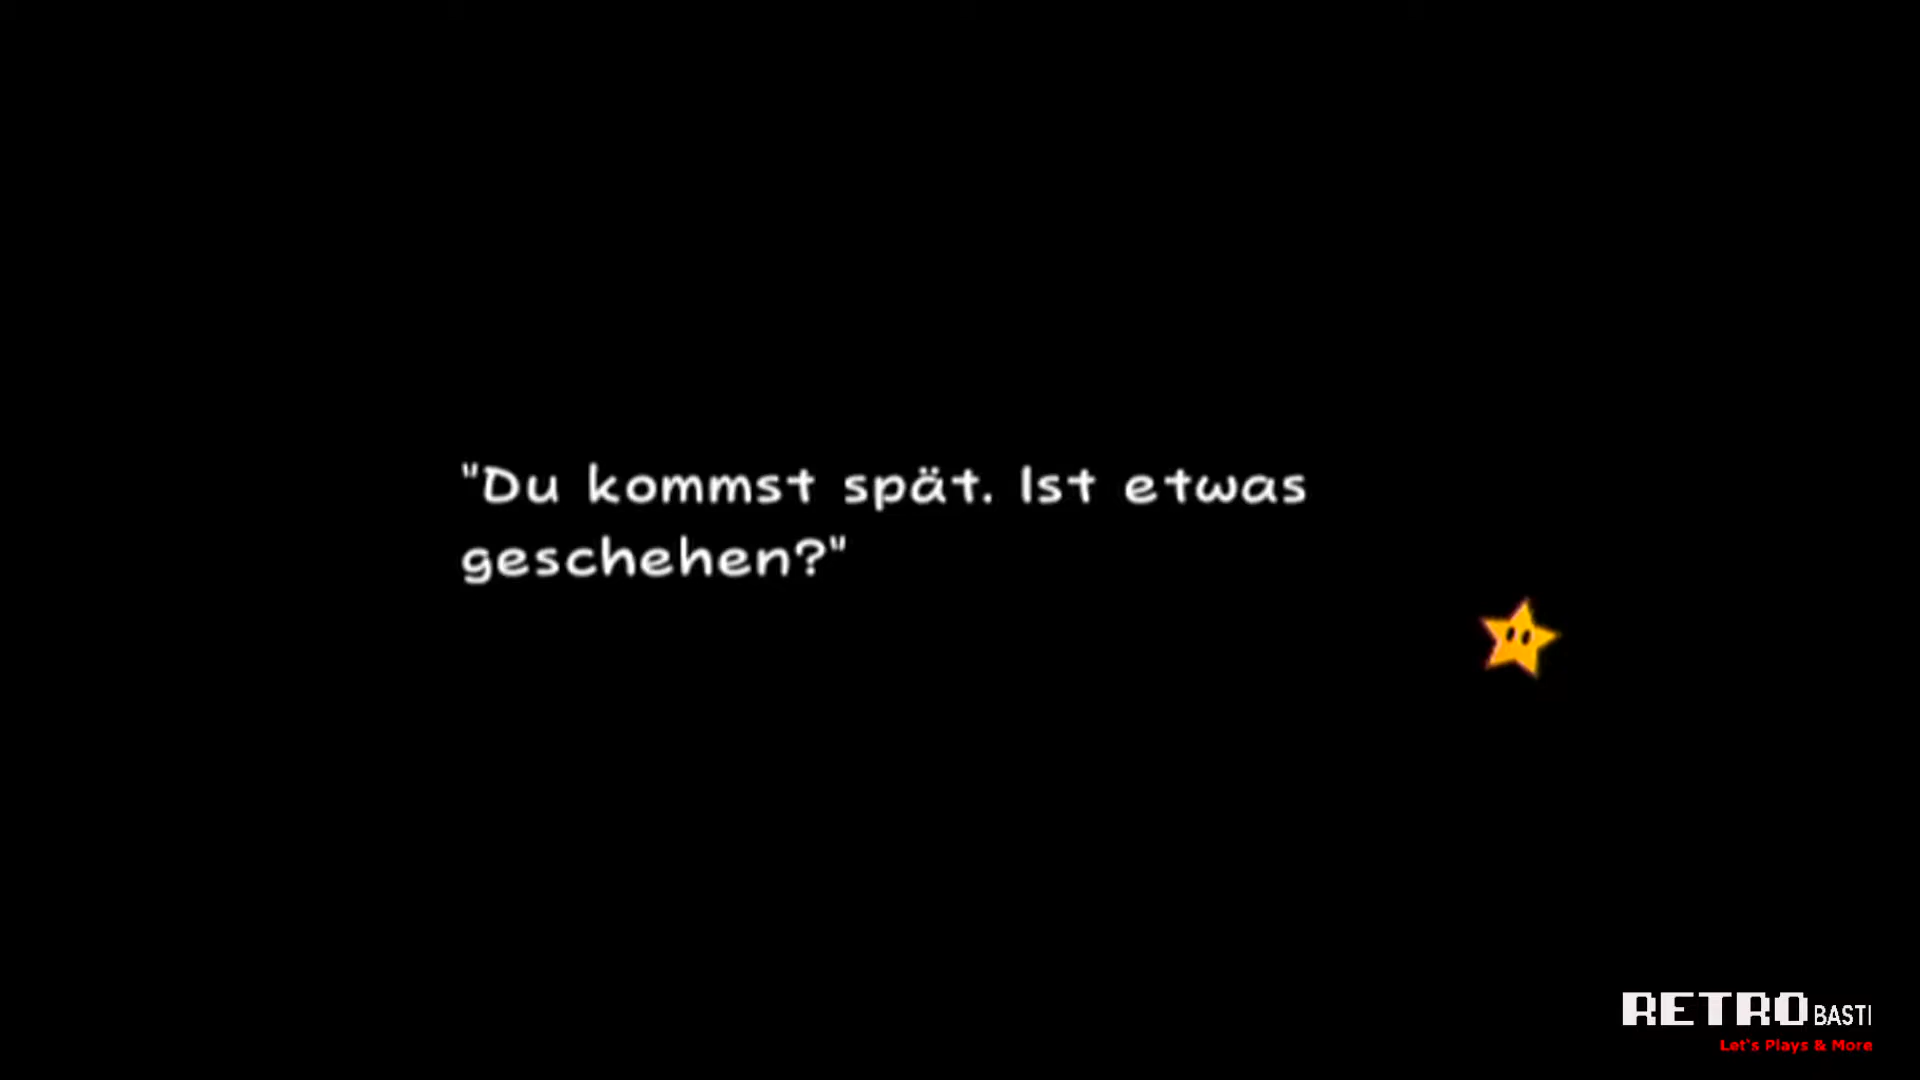 "Du kommst spät. Ist etwas
geschehen?"
RETRO BASTI
Let's Plays & More